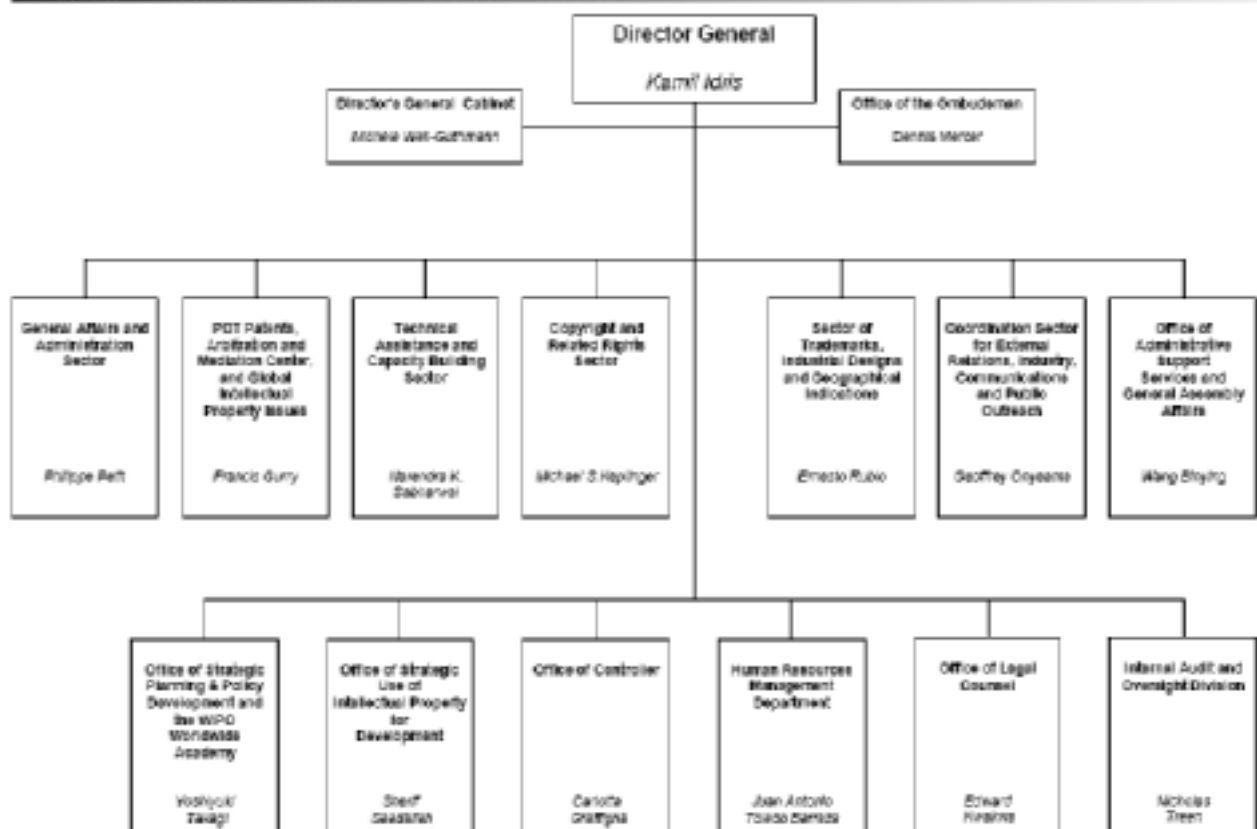 Director General
Kamil Idris
Director's General Cabinet
Office of the Ombudsman
Dennis Mercer
General Affairs and
Administration
Sector
Philippe Petit
PCT Patents,
Arbitration and
Mediation Center,
and Global
Intellectual
Property Issues
Francis Gurry
Technical
Assistance and
Capacity Building
Sector
Narendra K.
Sabharwal
Copyright and
Related Rights
Sector
Michael S.Keplinger
Sector of
Trademarks,
Industrial Designs
and Geographical
Indications
Ernesto Rubio
Coordination Sector
for External
Relations, Industry,
Communications
and Public
Outreach
Geoffrey Onyeama
Office of
Administrative
Support
Services and
General Assembly
Affairs
Wang Binying
Office of Strategic
Planning & Policy
Development and
the WIPO
Worldwide
Academy
Yoshiyuki
Takagi
Office of Strategic
Use of
Intellectual Property
for
Development
Sherif
Saadallah
Office of Controller
Carlotta
Graffigna
Human Resources
Management
Department
Juan Antonio
Toledo Barraza
Office of Legal
Counsel
Edward
Kwakwa
Internal Audit and
Oversight Division
Nicholas
Treen